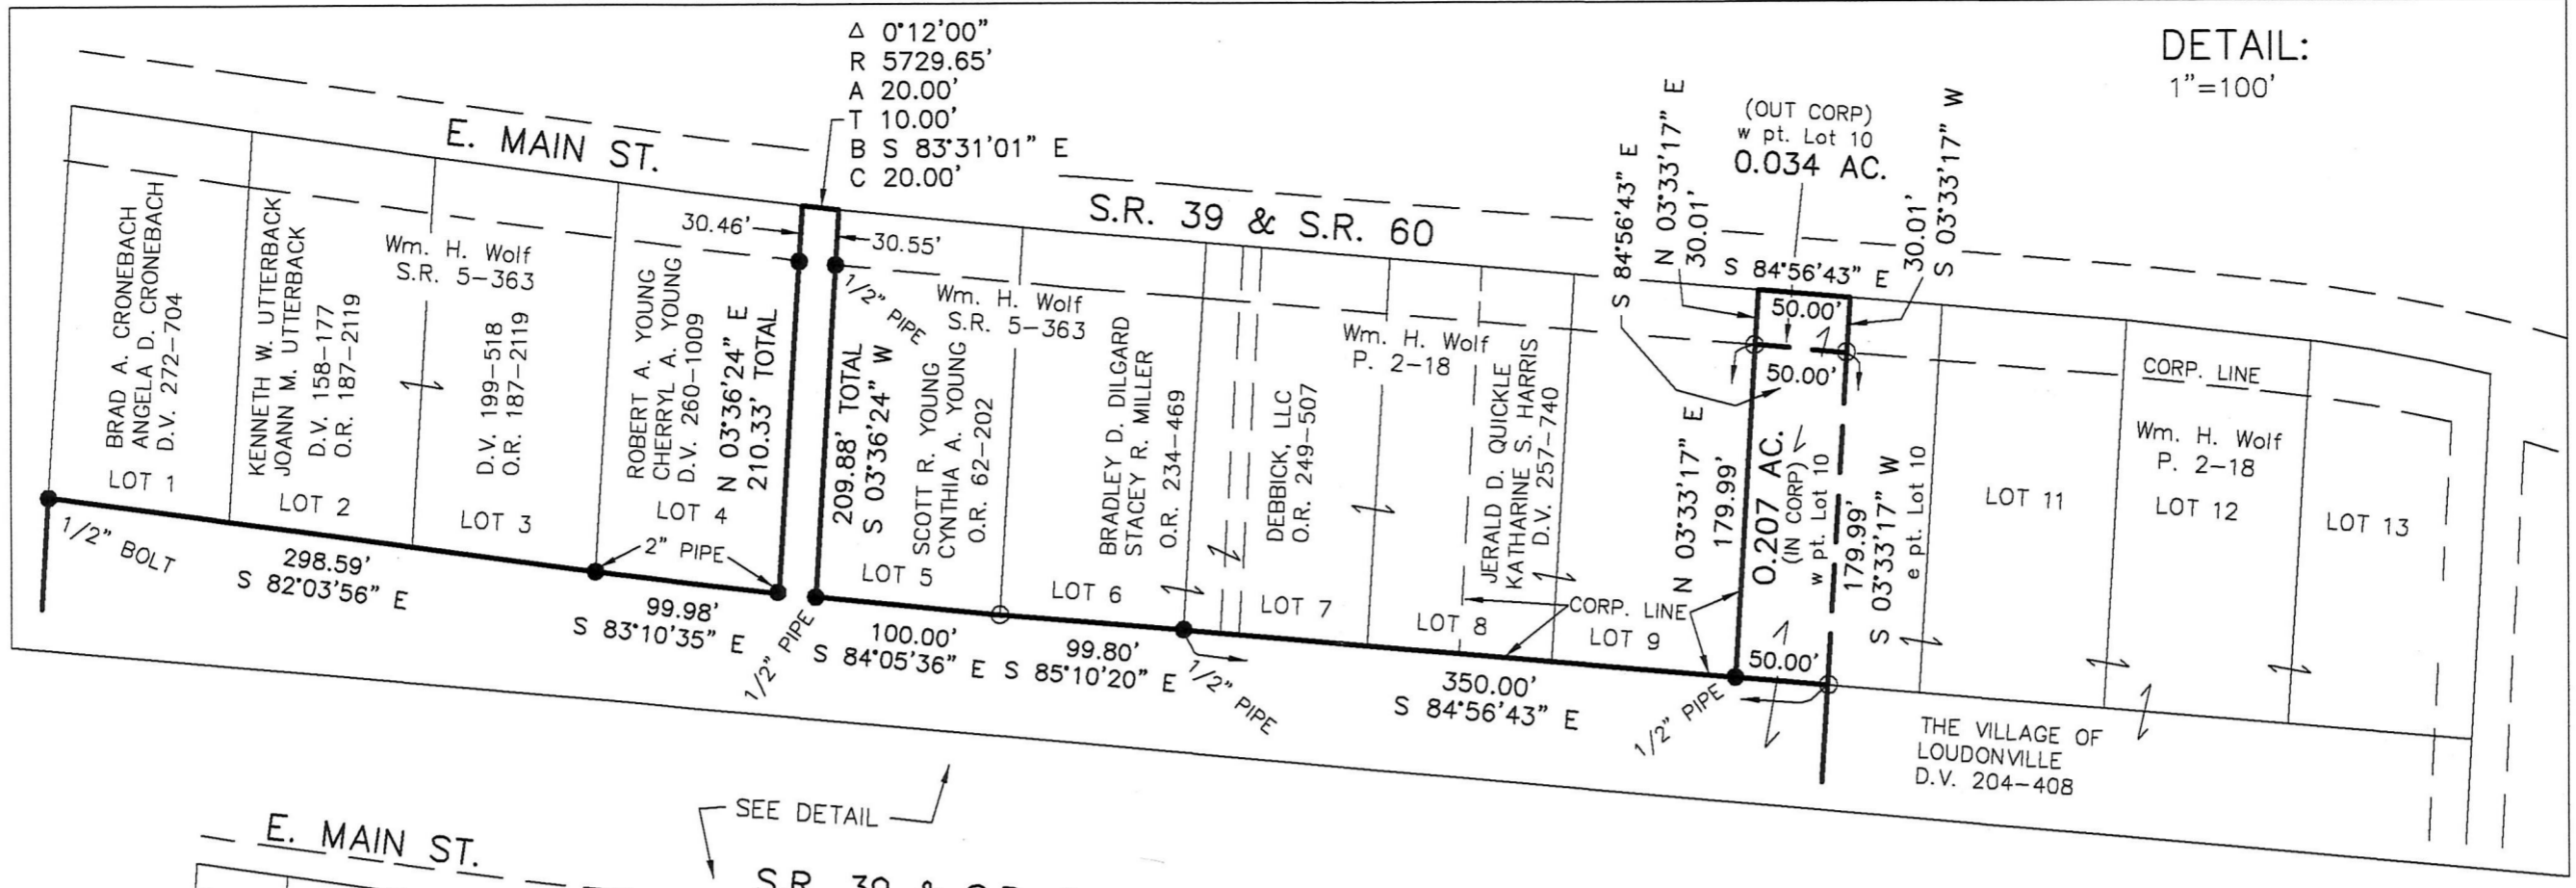 Δ 0°12'00"
R 5729.65'
A 20.00'
T 10.00'
B S 83°31'01" E
C 20.00'
DETAIL:
1"=100'
E. MAIN ST.
S.R. 39 & S.R. 60
30.46'
30.55'
(OUT CORP)
w pt. Lot 10
0.034 AC.
S 84°56'43" E
N 03°33'17" E
30.01'
30.01'
S 03°33'17" W
S 84°56'43" E
50.00'
50.00'
BRAD A. CRONEBACH
ANGELA D. CRONEBACH
D.V. 272-704
LOT 1
KENNETH W. UTTERBACK
JOANN M. UTTERBACK
D.V. 158-177
O.R. 187-2119
LOT 2
Wm. H. Wolf
S.R. 5-363
D.V. 199-518
O.R. 187-2119
LOT 3
ROBERT A. YOUNG
CHERRYL A. YOUNG
D.V. 260-1009
LOT 4
N 03°36'24" E
210.33' TOTAL
209.88' TOTAL
S 03°36'24" W
1/2" PIPE
Wm. H. Wolf
S.R. 5-363
SCOTT R. YOUNG
CYNTHIA A. YOUNG
O.R. 62-202
LOT 5
BRADLEY D. DILGARD
STACEY R. MILLER
O.R. 234-469
LOT 6
DEBBICK, LLC
O.R. 249-507
LOT 7
Wm. H. Wolf
P. 2-18
JERALD D. QUICKLE
KATHARINE S. HARRIS
D.V. 257-740
LOT 8
CORP. LINE
LOT 9
N 03°33'17" E
179.99'
0.207 AC.
(IN CORP)
w pt. Lot 10
179.99'
S 03°33'17" W
e pt. Lot 10
50.00'
LOT 11
CORP. LINE
Wm. H. Wolf
P. 2-18
LOT 12
LOT 13
1/2" BOLT
298.59'
S 82°03'56" E
2" PIPE
99.98'
S 83°10'35" E
1/2" PIPE
100.00'
S 84°05'36" E
99.80'
S 85°10'20" E
1/2" PIPE
350.00'
S 84°56'43" E
1/2" PIPE
THE VILLAGE OF
LOUDONVILLE
D.V. 204-408
SEE DETAIL
E. MAIN ST.
S.R. 39 &